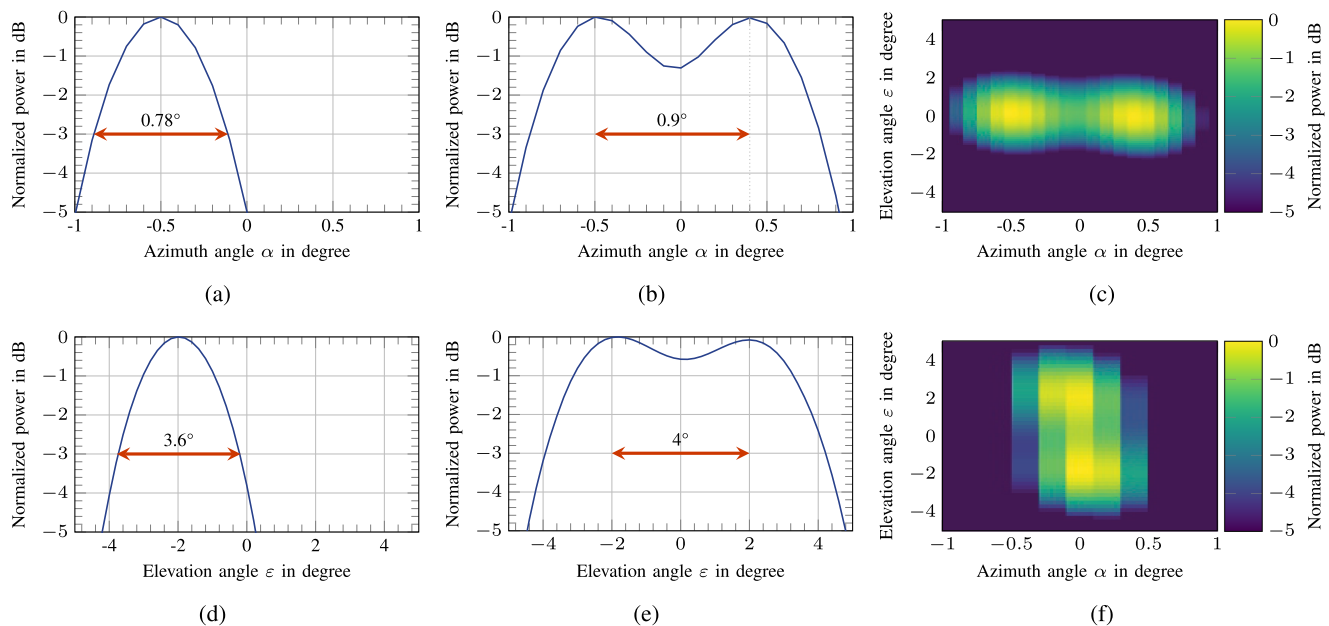 Normalized power in dB
0
−1
−2
−3
−4
−5
0.78°
-1 -0.5 0 0.5 1
Azimuth angle α in degree
(a)
Normalized power in dB
0
−1
−2
−3
−4
−5
0.9°
-1 -0.5 0 0.5 1
Azimuth angle α in degree
(b)
Elevation angle ε in degree
4
2
0
−2
−4
−1 −0.5 0 0.5 1
Azimuth angle α in degree
0
−1
−2
−3
−4
−5
Normalized power in dB
(c)
Normalized power in dB
0
−1
−2
−3
−4
−5
3.6°
-4 -2 0 2 4
Elevation angle ε in degree
(d)
Normalized power in dB
0
−1
−2
−3
−4
−5
4°
−4 −2 0 2 4
Elevation angle ε in degree
(e)
Elevation angle ε in degree
4
2
0
−2
−4
−1 −0.5 0 0.5 1
Azimuth angle α in degree
0
−1
−2
−3
−4
−5
Normalized power in dB
(f)